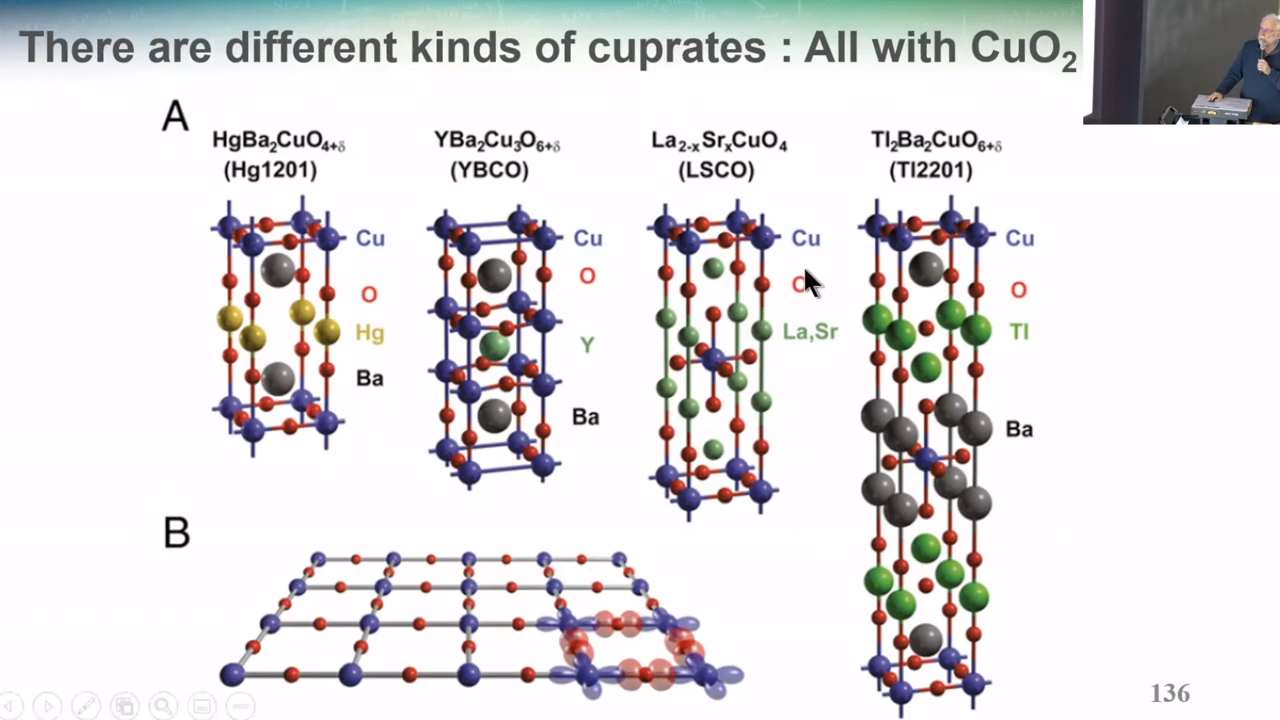 There are different kinds of cuprates : All with CuO₂
A
HgBa₂CuO₄₊δ
(Hg1201)
YBa₂Cu₃O₆₊δ
(YBCO)
La₂₋ₓSrₓCuO₄
(LSCO)
Tl₂Ba₂CuO₆₊δ
(Tl2201)
Cu
O
Hg
Ba
Cu
O
Y
Ba
Cu
O
La,Sr
Cu
O
Tl
Ba
B
136